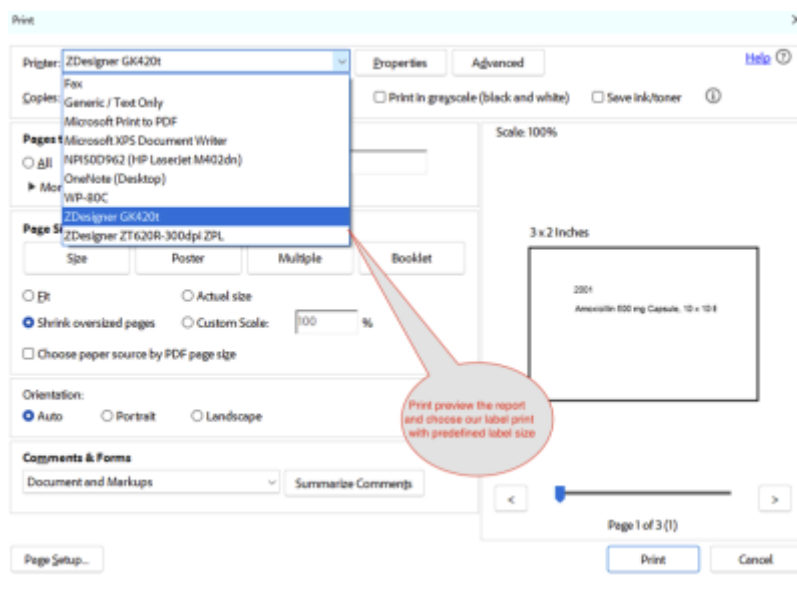 Print
Printer: ZDesigner GK420t
Properties
Advanced
Help
Copies:
Fax
Generic / Text Only
Microsoft Print to PDF
Microsoft XPS Document Writer
NPI50D962 (HP LaserJet M402dn)
OneNote (Desktop)
WP-80C
ZDesigner GK420t
ZDesigner ZT620R-300dpi ZPL
Print in grayscale (black and white)
Save ink/toner
Pages t
All
Mor
Scale: 100%
Page Si
Size
Poster
Multiple
Booklet
3 x 2 Inches
Fit
Actual size
Shrink oversized pages
Custom Scale:
100
%
Choose paper source by PDF page size
2001
Amoxicillin 500 mg Capsule, 10 x 10
Orientation:
Auto
Portrait
Landscape
Print preview the report
and choose our label print
with predefined label size
Comments & Forms
Document and Markups
Summarize Comments
<
>
Page 1 of 3 (1)
Page Setup...
Print
Cancel